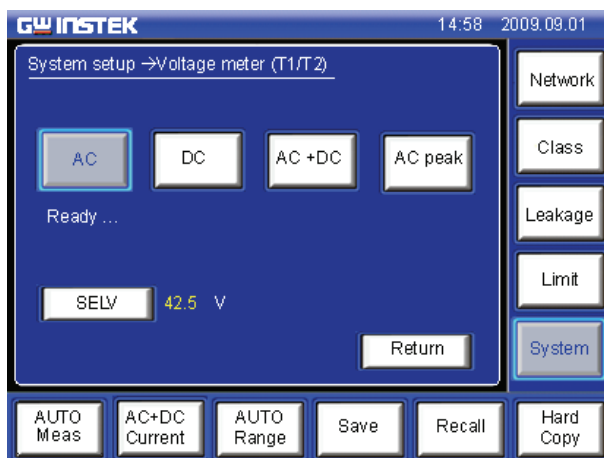 GW INSTEK 14:58 2009.09.01
System setup →Voltage meter (T1/T2)
Network
AC DC AC +DC AC peak
Class
Ready ...
Leakage
SELV 42.5 V
Limit
Return
System
AUTO Meas
AC+DC Current
AUTO Range
Save
Recall
Hard Copy